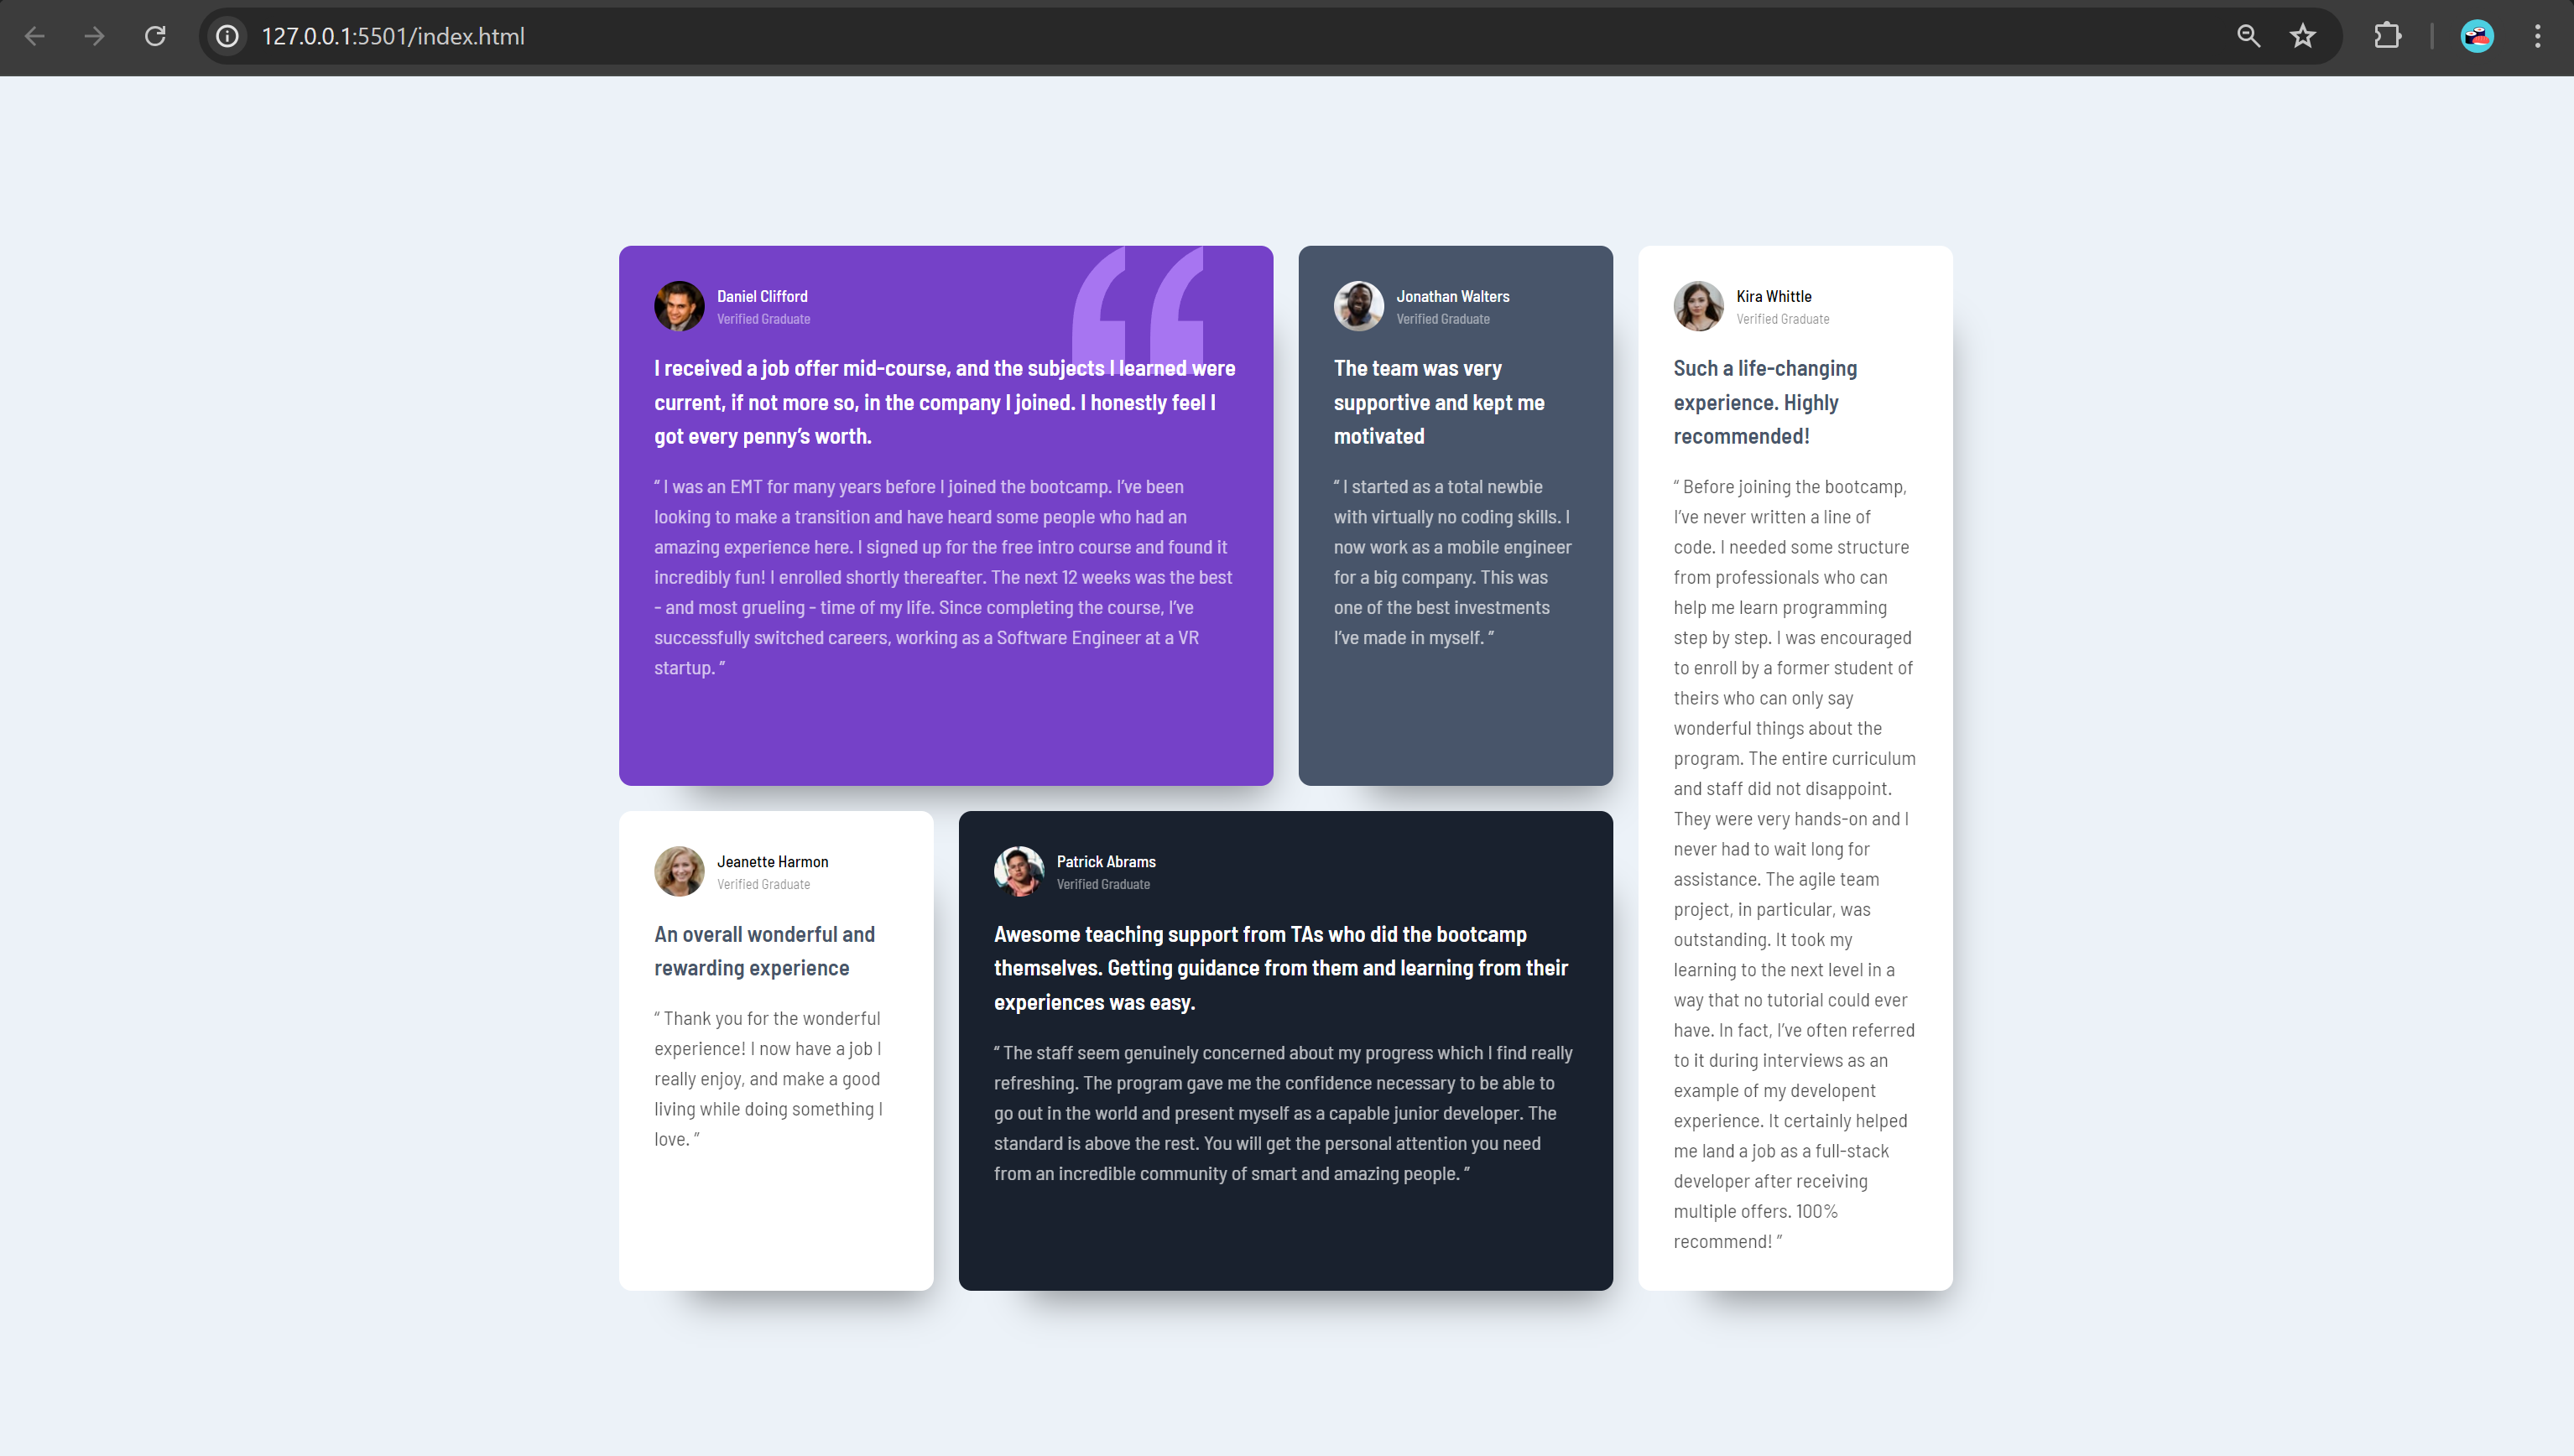 127.0.0.1:5501/index.html
Daniel Clifford
Verified Graduate
I received a job offer mid-course, and the subjects I learned were
current, if not more so, in the company I joined. I honestly feel I
got every penny’s worth.
“ I was an EMT for many years before I joined the bootcamp. I’ve been
looking to make a transition and have heard some people who had an
amazing experience here. I signed up for the free intro course and found it
incredibly fun! I enrolled shortly thereafter. The next 12 weeks was the best
- and most grueling - time of my life. Since completing the course, I’ve
successfully switched careers, working as a Software Engineer at a VR
startup. ”
Jonathan Walters
Verified Graduate
The team was very
supportive and kept me
motivated
“ I started as a total newbie
with virtually no coding skills. I
now work as a mobile engineer
for a big company. This was
one of the best investments
I’ve made in myself. ”
Kira Whittle
Verified Graduate
Such a life-changing
experience. Highly
recommended!
“ Before joining the bootcamp,
I’ve never written a line of
code. I needed some structure
from professionals who can
help me learn programming
step by step. I was encouraged
to enroll by a former student of
theirs who can only say
wonderful things about the
program. The entire curriculum
and staff did not disappoint.
They were very hands-on and I
never had to wait long for
assistance. The agile team
project, in particular, was
outstanding. It took my
learning to the next level in a
way that no tutorial could ever
have. In fact, I’ve often referred
to it during interviews as an
example of my developent
experience. It certainly helped
me land a job as a full-stack
developer after receiving
multiple offers. 100%
recommend! ”
Jeanette Harmon
Verified Graduate
An overall wonderful and
rewarding experience
“ Thank you for the wonderful
experience! I now have a job I
really enjoy, and make a good
living while doing something I
love. ”
Patrick Abrams
Verified Graduate
Awesome teaching support from TAs who did the bootcamp
themselves. Getting guidance from them and learning from their
experiences was easy.
“ The staff seem genuinely concerned about my progress which I find really
refreshing. The program gave me the confidence necessary to be able to
go out in the world and present myself as a capable junior developer. The
standard is above the rest. You will get the personal attention you need
from an incredible community of smart and amazing people. ”